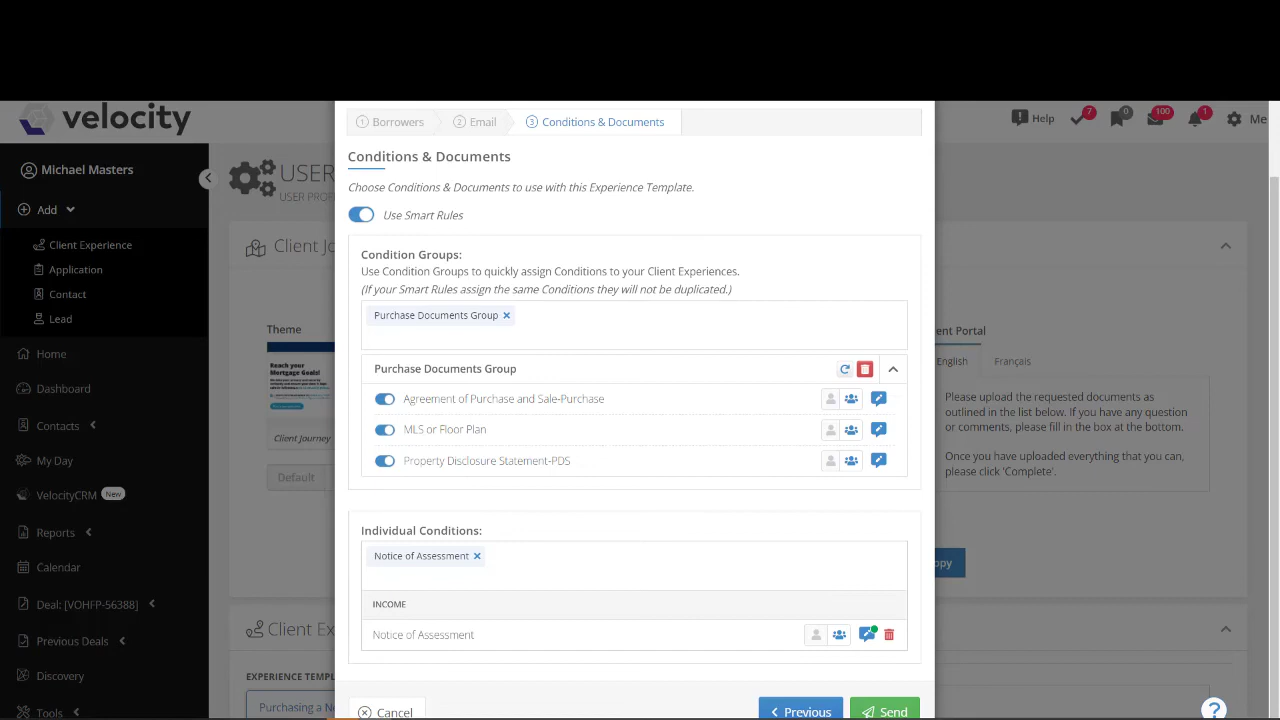 velocity
Help
7
0
100
1
Me
Michael Masters
Add
Client Experience
Application
Contact
Lead
Home
Dashboard
Contacts
My Day
VelocityCRM New
Reports
Calendar
Deal: [VOHFP-56388]
Previous Deals
Discovery
Tools
USER
USER PROP
Client Jo
Theme
Reach your
Mortgage Goals!
Client Journey
Default
Client Ex
EXPERIENCE TEMPL
Purchasing a Ne
1 Borrowers
2 Email
3 Conditions & Documents
Conditions & Documents
Choose Conditions & Documents to use with this Experience Template.
Use Smart Rules
Condition Groups:
Use Condition Groups to quickly assign Conditions to your Client Experiences.
(If your Smart Rules assign the same Conditions they will not be duplicated.)
Purchase Documents Group ×
Purchase Documents Group
Agreement of Purchase and Sale-Purchase
MLS or Floor Plan
Property Disclosure Statement-PDS
Individual Conditions:
Notice of Assessment ×
INCOME
Notice of Assessment
Cancel
Previous
Send
ent Portal
English
Français
Please upload the requested documents as
outlined in the list below. If you have any question
or comments, please fill in the box at the bottom.
Once you have uploaded everything that you can,
please click 'Complete'.
opy
?